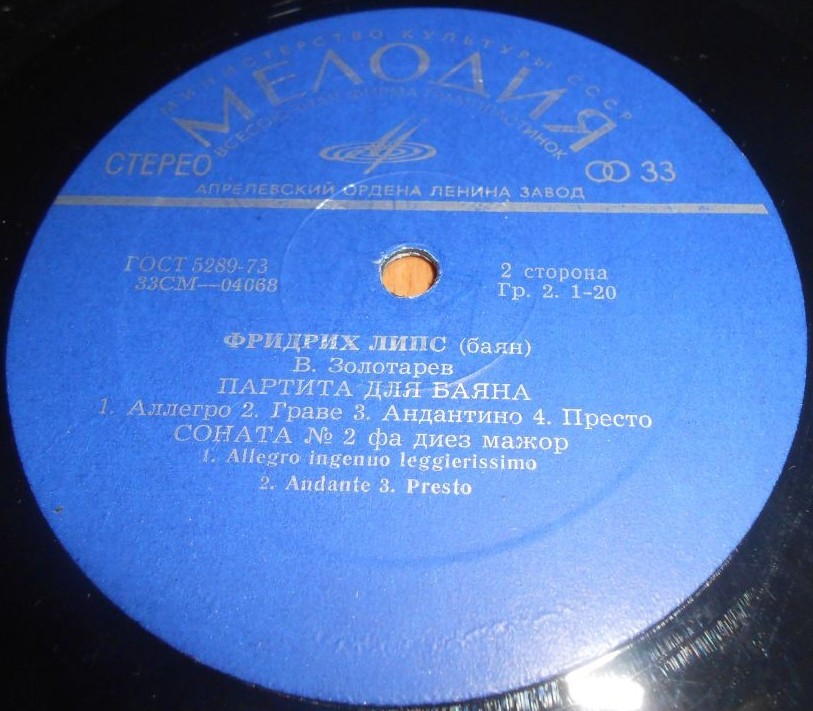 МИНИСТЕРСТВО КУЛЬТУРЫ СССР
МЕЛОДИЯ
ВСЕСОЮЗНАЯ ФИРМА ГРАМПЛАСТИНОК
СТЕРЕО
33
АПРЕЛЕВСКИЙ ОРДЕНА ЛЕНИНА ЗАВОД
ГОСТ 5289-73
33СМ—04068
2 сторона
Гр. 2. 1-20
ФРИДРИХ ЛИПС (баян)
В. Золотарев
ПАРТИТА ДЛЯ БАЯНА
1. Аллегро 2. Граве 3. Андантино 4. Престо
СОНАТА № 2 фа диез мажор
1. Allegro ingenuo leggierissimo
2. Andante 3. Presto